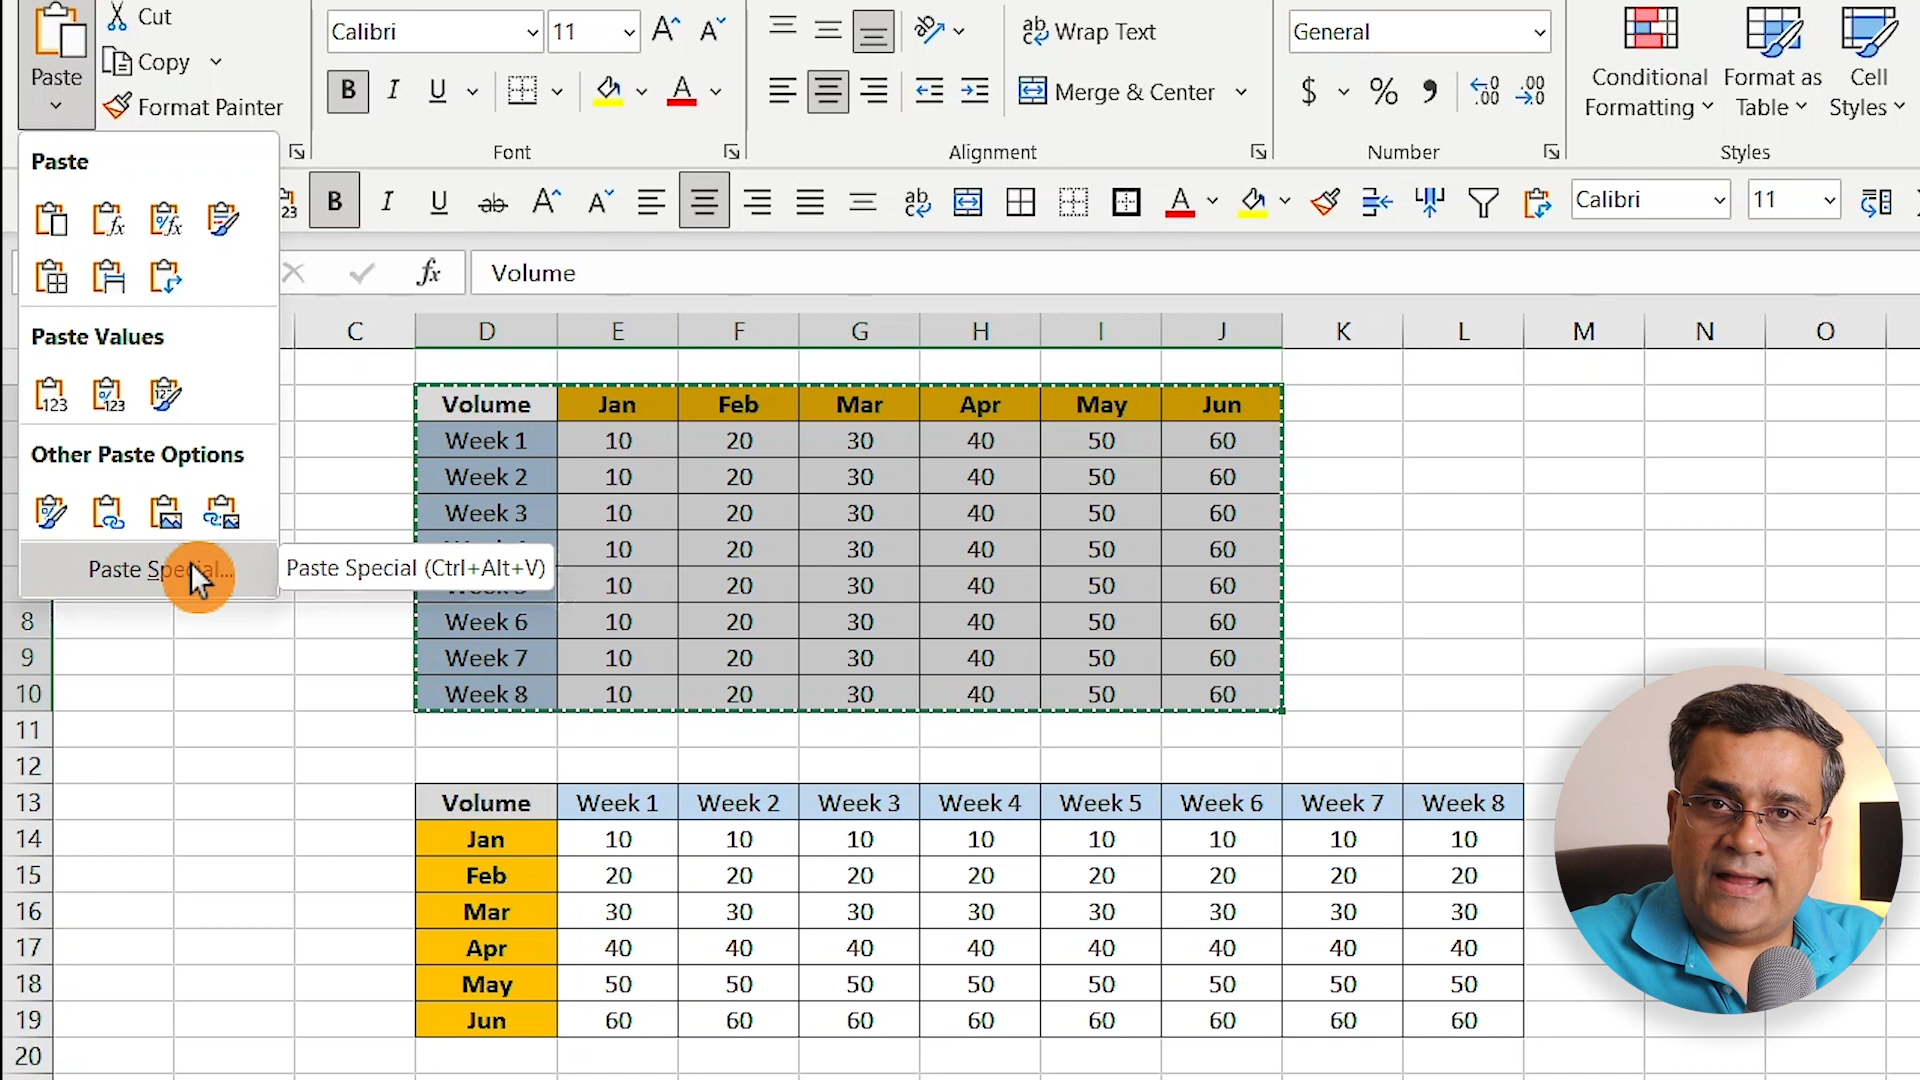 Cut
Copy
Format Painter
Paste
Calibri
11
B I U
Font
Wrap Text
Merge & Center
Alignment
General
$ % 9
Number
Conditional Formatting
Format as Table
Cell Styles
Styles
B I U ab
Calibri
11
fx
Volume
Paste
Paste Values
Other Paste Options
Paste Special...
Paste Special (Ctrl+Alt+V)
C D E F G H I J K L M N O
Volume Jan Feb Mar Apr May Jun
Week 1 10 20 30 40 50 60
Week 2 10 20 30 40 50 60
Week 3 10 20 30 40 50 60
10 20 30 40 50 60
10 20 30 40 50 60
8 Week 6 10 20 30 40 50 60
9 Week 7 10 20 30 40 50 60
10 Week 8 10 20 30 40 50 60
11
12
13 Volume Week 1 Week 2 Week 3 Week 4 Week 5 Week 6 Week 7 Week 8
14 Jan 10 10 10 10 10 10 10 10
15 Feb 20 20 20 20 20 20 20 20
16 Mar 30 30 30 30 30 30 30 30
17 Apr 40 40 40 40 40 40 40 40
18 May 50 50 50 50 50 50 50 50
19 Jun 60 60 60 60 60 60 60 60
20